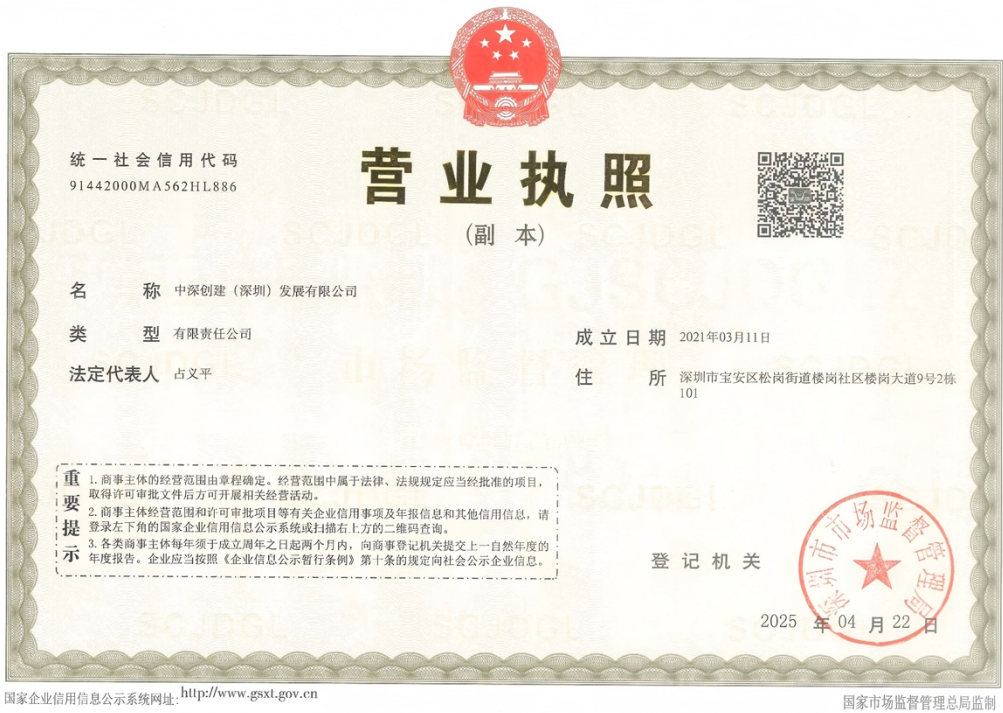 统一社会信用代码
91442000MA562HL886
营业执照
(副 本)
名 称 中深创建（深圳）发展有限公司
类 型 有限责任公司
法定代表人 占义平
成立日期 2021年03月11日
住 所 深圳市宝安区松岗街道楼岗社区楼岗大道9号2栋
101
重要提示
1. 商事主体的经营范围由章程确定。经营范围中属于法律、法规规定应当经批准的项目，
取得许可审批文件后方可开展相关经营活动。
2. 商事主体经营范围和许可审批项目等有关企业信用事项及年报信息和其他信用信息，请
登录左下角的国家企业信用信息公示系统或扫描右上方的二维码查询。
3. 各类商事主体每年须于成立周年之日起两个月内，向商事登记机关提交上一自然年度的
年度报告。企业应当按照《企业信息公示暂行条例》第十条的规定向社会公示企业信息。
登记机关
深圳市市场监督管理局
2025 年 04 月 22 日
国家企业信用信息公示系统网址:http://www.gsxt.gov.cn
国家市场监督管理总局监制
SCJDGL